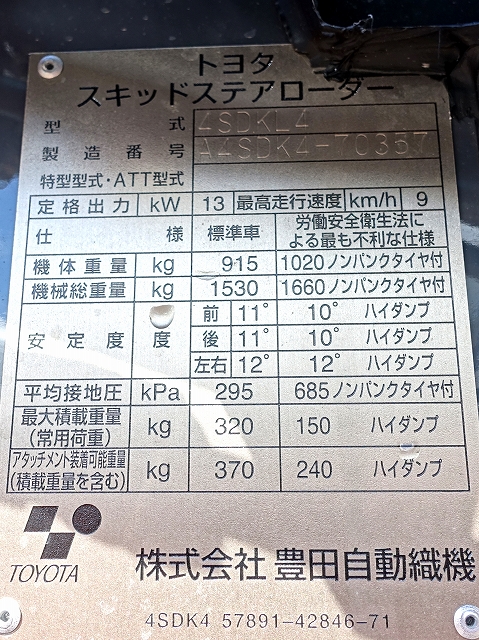 トヨタ
スキッドステアローダー
型式 4SDKL4
製造番号 A4SDK4-70357
特型型式・ATT型式
定格出力 kW 13 最高走行速度 km/h 9
仕様 標準車 労働安全衛生法に
よる最も不利な仕様
機体重量 kg 915 1020 ノンパンクタイヤ付
機械総重量 kg 1530 1660 ノンパンクタイヤ付
安定度 度 前 11° 10° ハイダンプ
後 11° 10° ハイダンプ
左右 12° 12° ハイダンプ
平均接地圧 kPa 295 685 ノンパンクタイヤ付
最大積載重量
(常用荷重) kg 320 150 ハイダンプ
アタッチメント装着可能重量
(積載重量を含む) kg 370 240 ハイダンプ
TOYOTA 株式会社 豊田自動織機
4SDK4 57891-42846-71